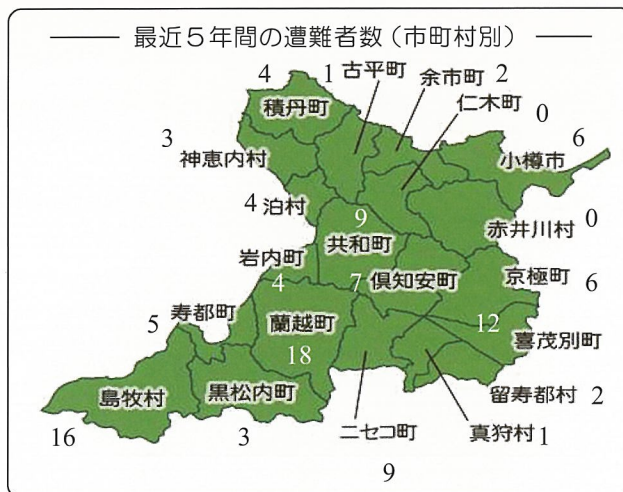 最近５年間の遭難者数（市町村別）
4
1
古平町
余市町
2
積丹町
仁木町
0
3
6
神恵内村
小樽市
4
泊村
9
赤井川村
0
共和町
岩内町
倶知安町
京極町
6
4
7
寿都町
5
蘭越町
12
喜茂別町
18
島牧村
黒松内町
ニセコ町
留寿都村
2
真狩村
1
16
3
9